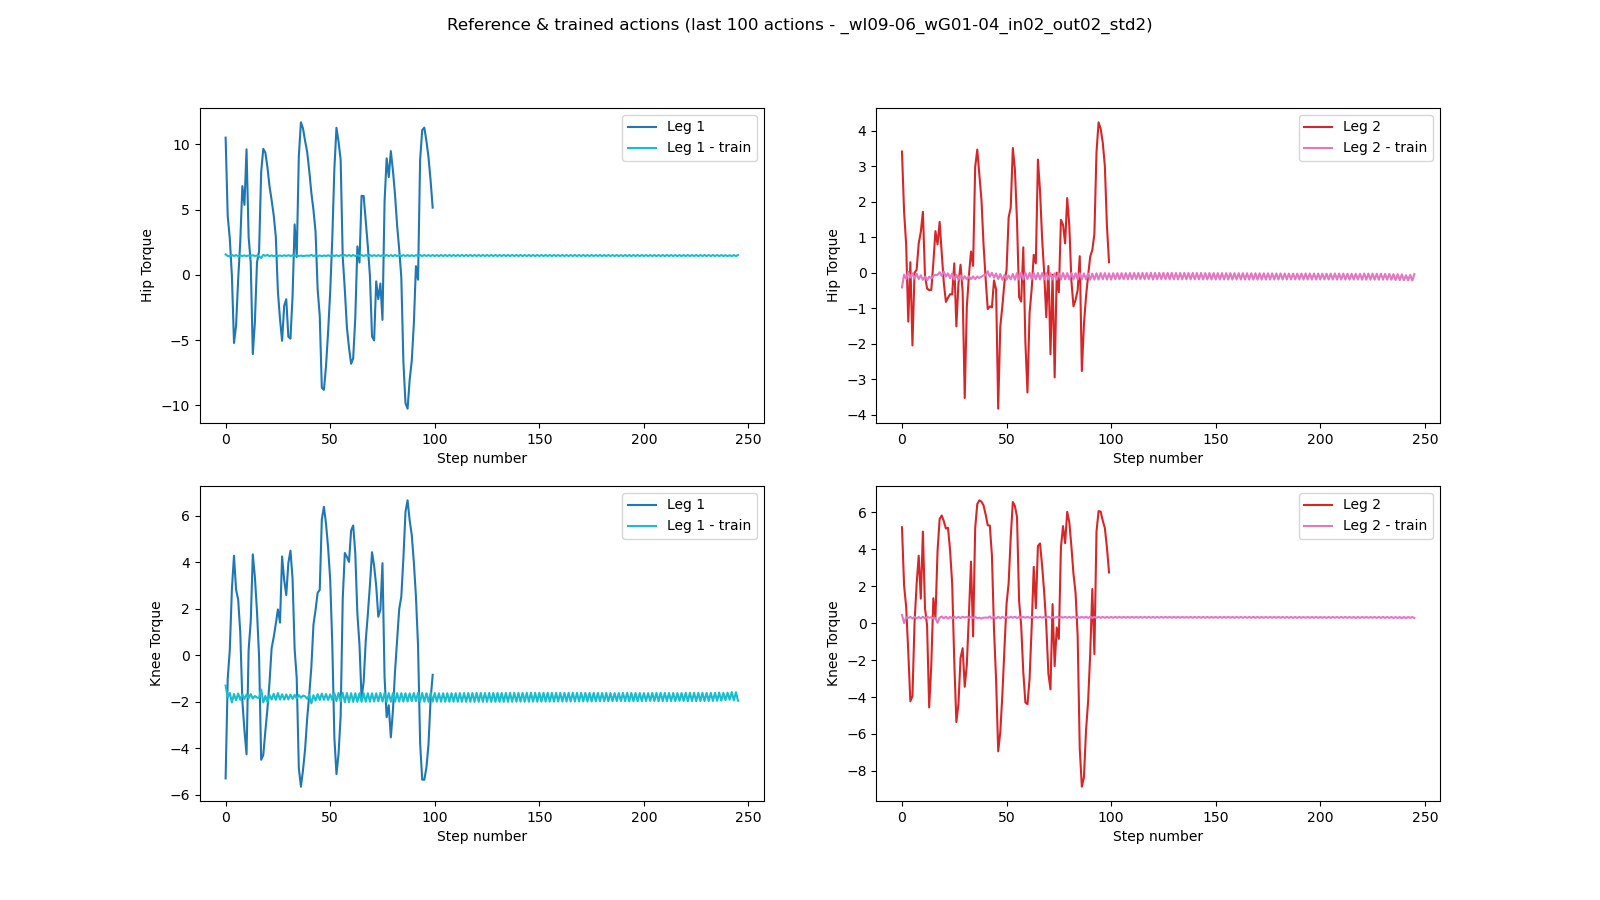 Reference & trained actions (last 100 actions - _wI09-06_wG01-04_in02_out02_std2)
Leg 1
Leg 1 - train
Hip Torque
10
5
0
−5
−10
0 50 100 150 200 250
Step number
Leg 2
Leg 2 - train
Hip Torque
4
3
2
1
0
−1
−2
−3
−4
0 50 100 150 200 250
Step number
Leg 1
Leg 1 - train
Knee Torque
6
4
2
0
−2
−4
−6
0 50 100 150 200 250
Step number
Leg 2
Leg 2 - train
Knee Torque
6
4
2
0
−2
−4
−6
−8
0 50 100 150 200 250
Step number